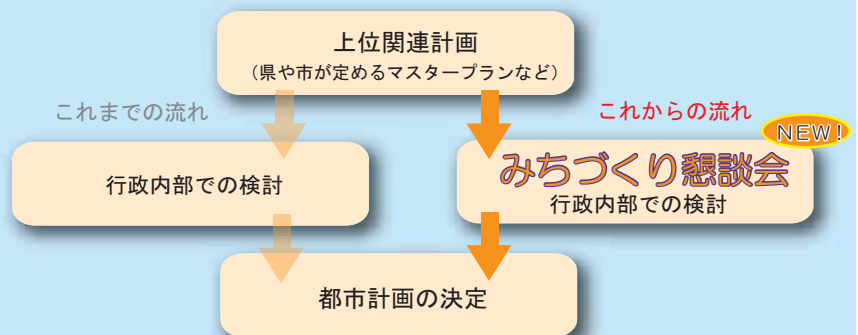 上位関連計画
（県や市が定めるマスタープランなど）
これまでの流れ
これからの流れ
NEW!
行政内部での検討
みちづくり懇談会
行政内部での検討
都市計画の決定